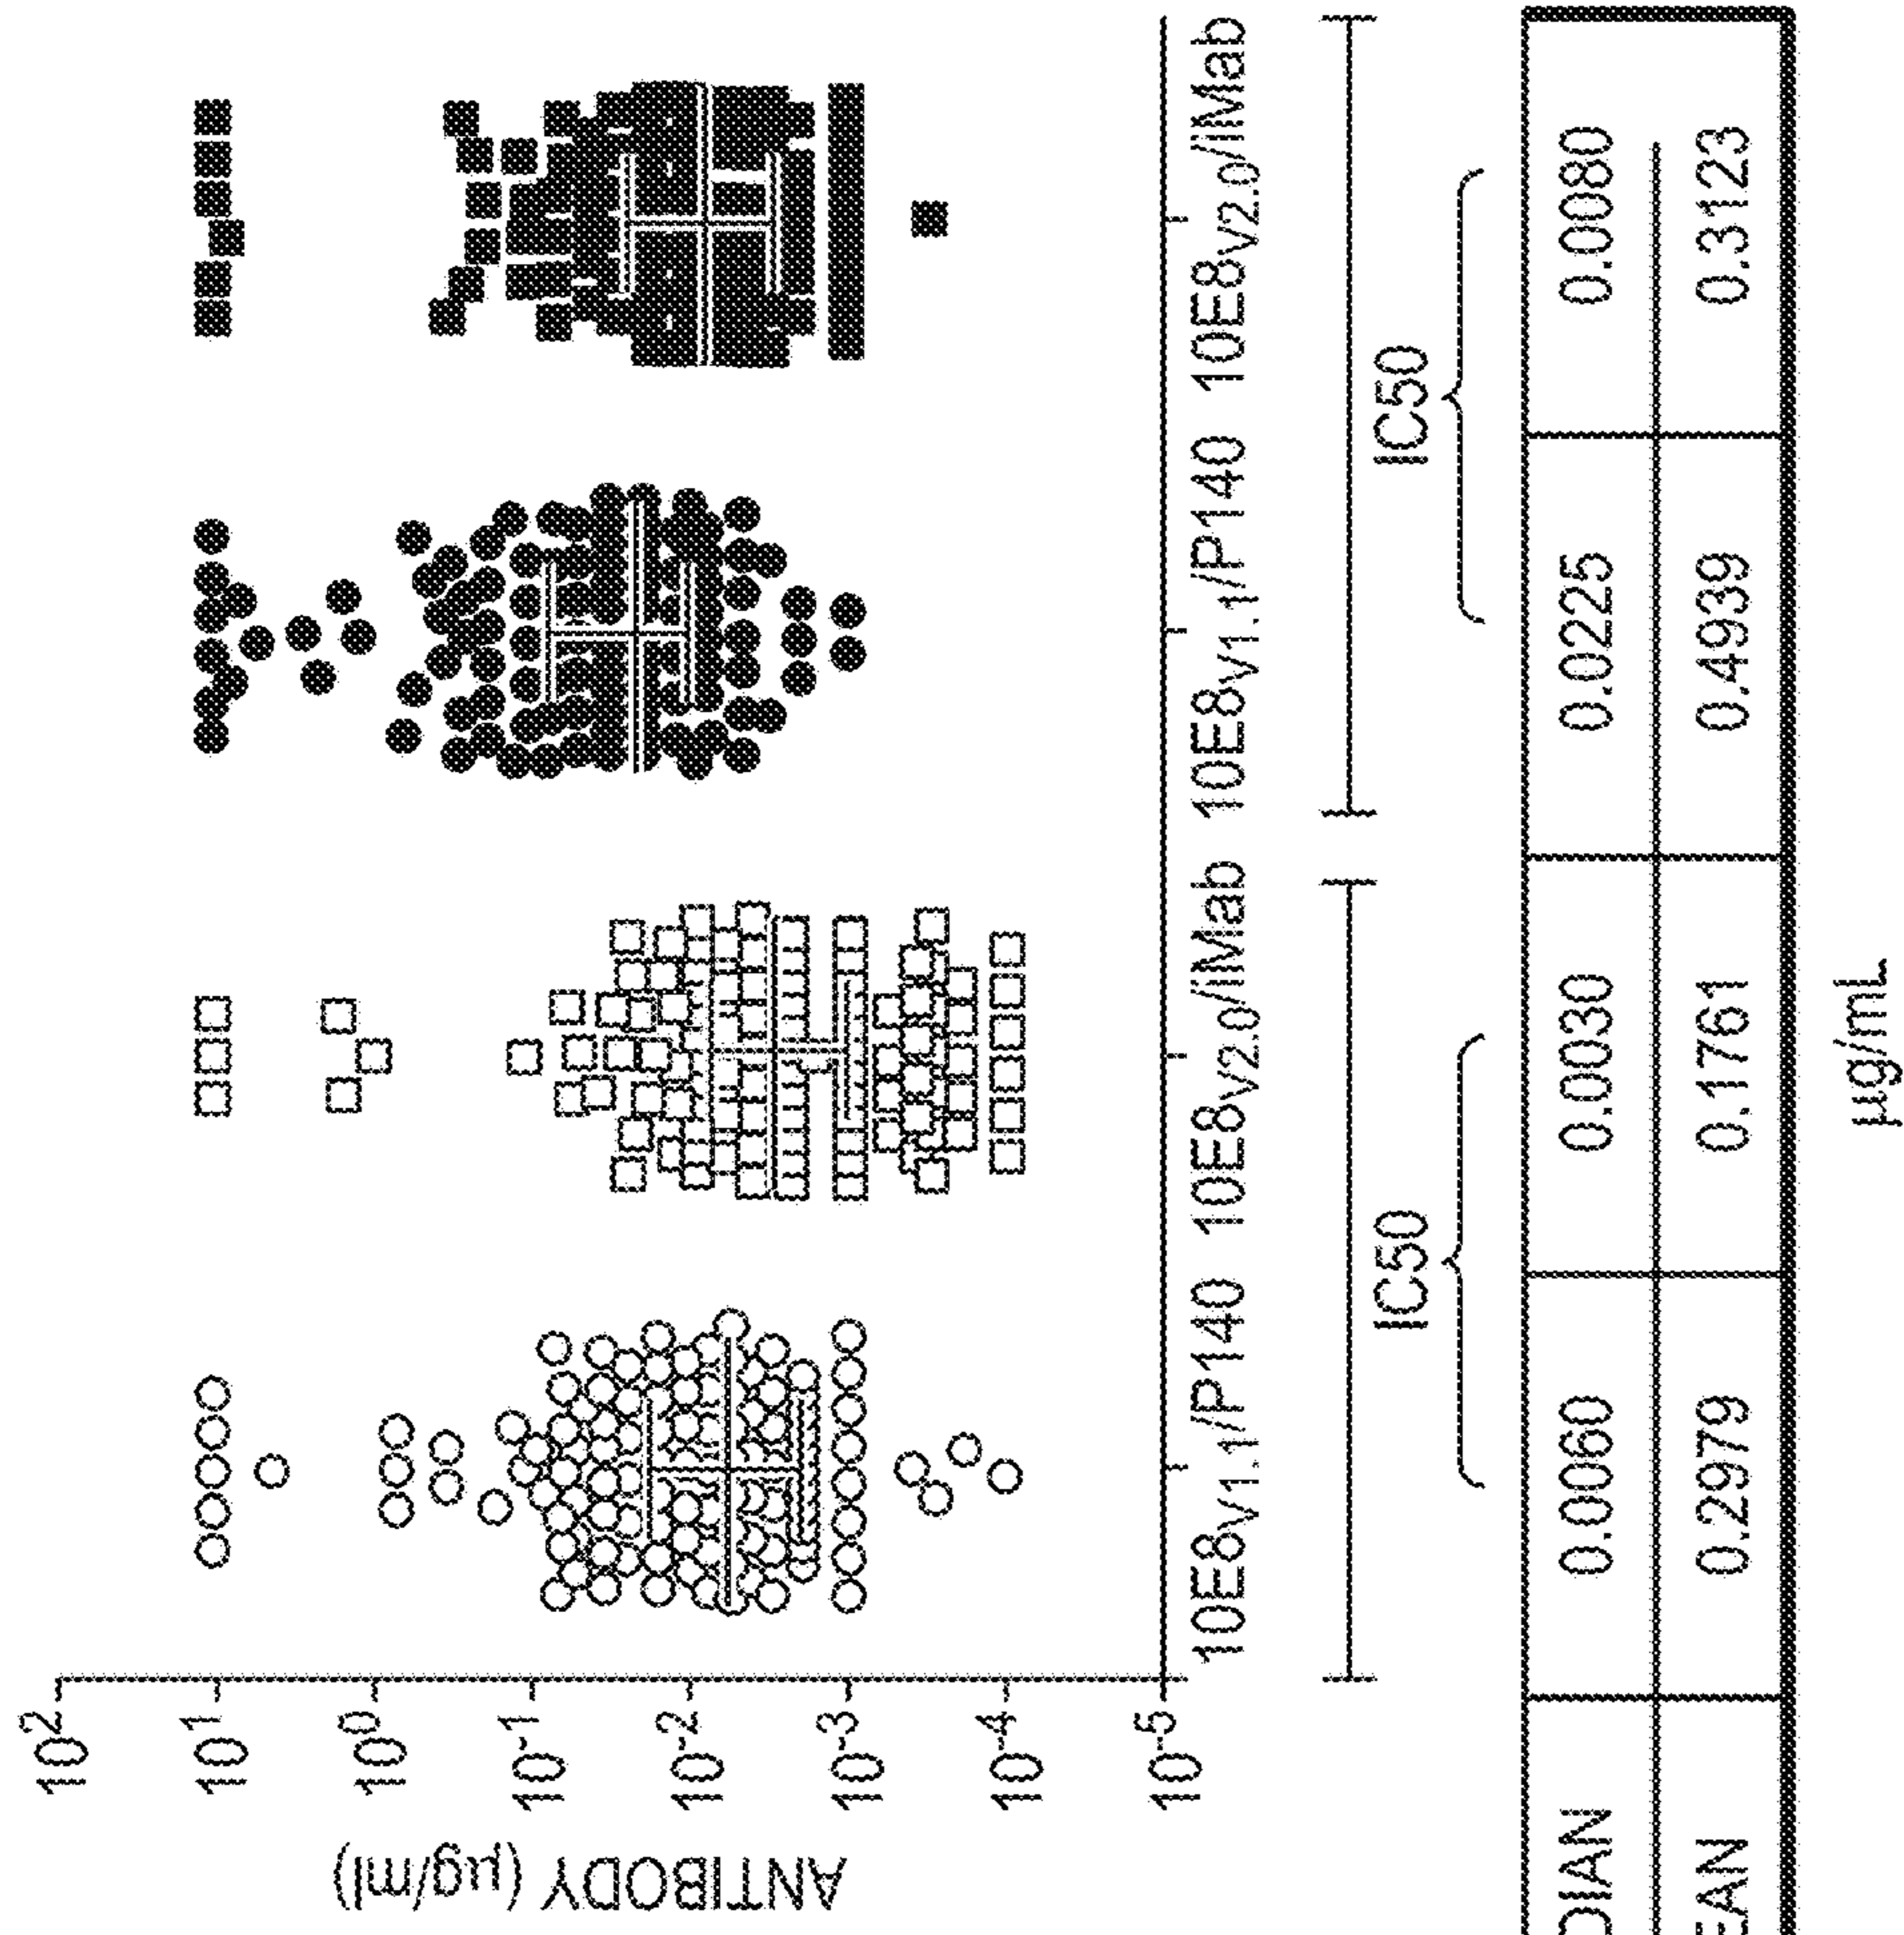 ANTIBODY (µg/ml)
10²
10¹
10⁰
10⁻¹
10⁻²
10⁻³
10⁻⁴
10⁻⁵
10E8V1.1/P140 10E8V2.0/iMab 10E8V1.1/P140 10E8V2.0/iMab
IC50 IC50
DIAN 0.0060 0.0030 0.0225 0.0080
EAN 0.2979 0.1761 0.4939 0.3123
µg/mL